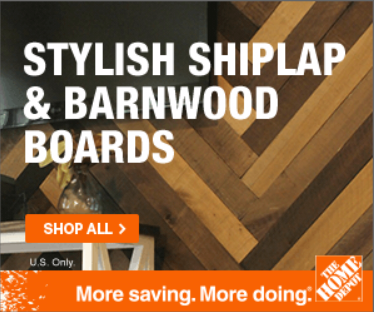 STYLISH SHIPLAP
& BARNWOOD
BOARDS
SHOP ALL >
U.S. Only.
More saving. More doing.®
THE
HOME
DEPOT